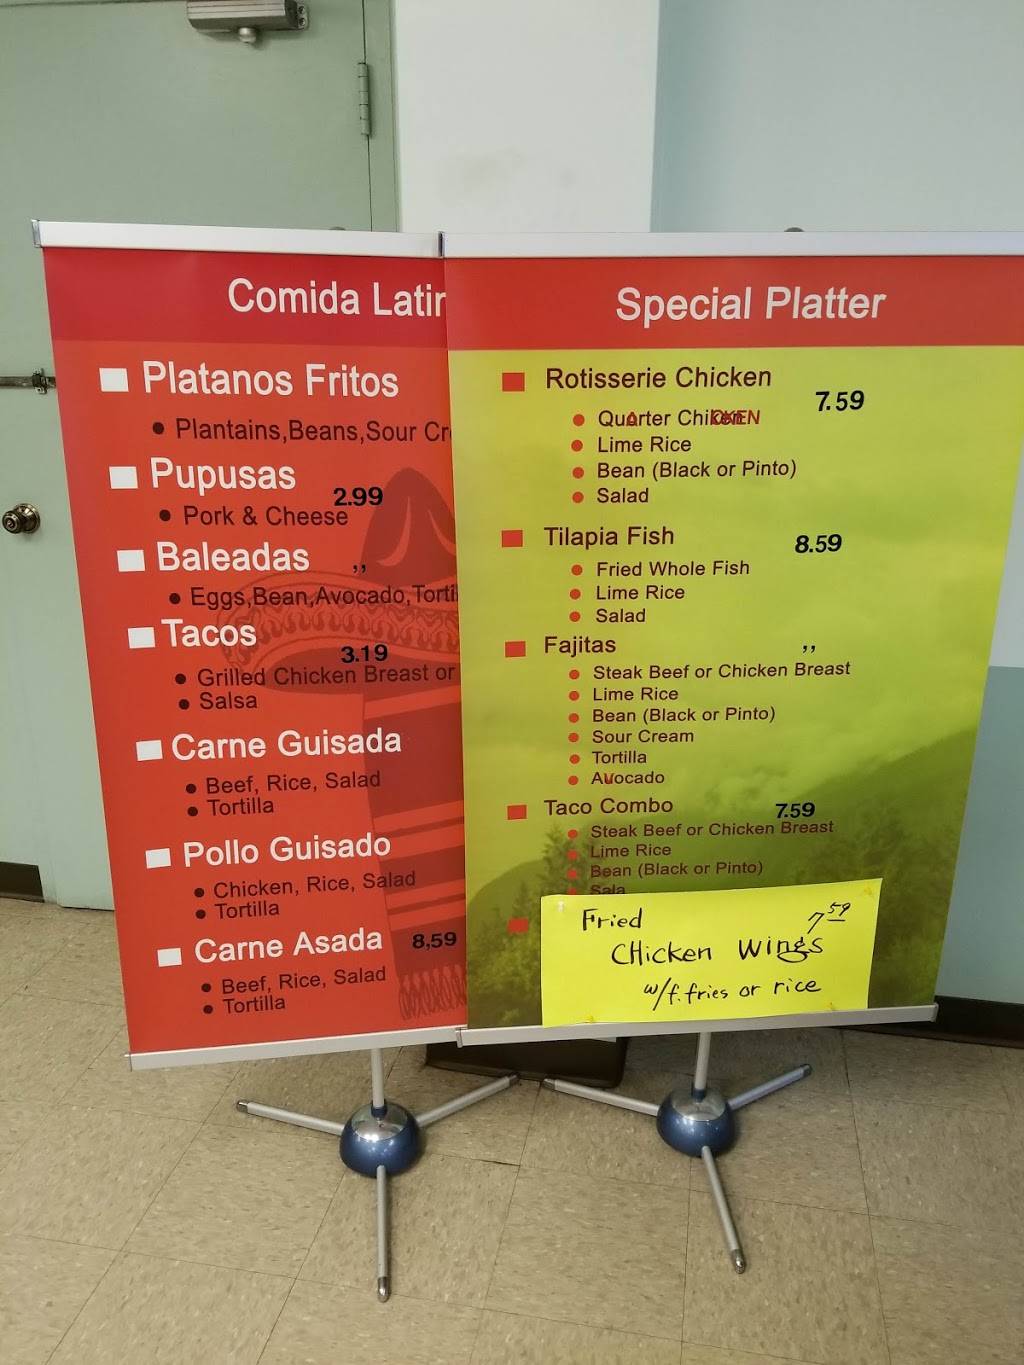 Comida Latin
Platanos Fritos
Plantains,Beans,Sour Cr
Pupusas
2.99
Pork & Cheese
Baleadas
,,
Eggs,Bean,Avocado,Torti
Tacos
3.19
Grilled Chicken Breast or
Salsa
Carne Guisada
Beef, Rice, Salad
Tortilla
Pollo Guisado
Chicken, Rice, Salad
Tortilla
Carne Asada 8,59
Beef, Rice, Salad
Tortilla
Special Platter
Rotisserie Chicken
7.59
Quarter Chicken
Lime Rice
Bean (Black or Pinto)
Salad
Tilapia Fish
8.59
Fried Whole Fish
Lime Rice
Salad
Fajitas ,,
Steak Beef or Chicken Breast
Lime Rice
Bean (Black or Pinto)
Sour Cream
Tortilla
Avocado
Taco Combo 7.59
Steak Beef or Chicken Breast
Lime Rice
Bean (Black or Pinto)
Sala
Fried 7.59
Chicken Wings
w/f.fries or rice